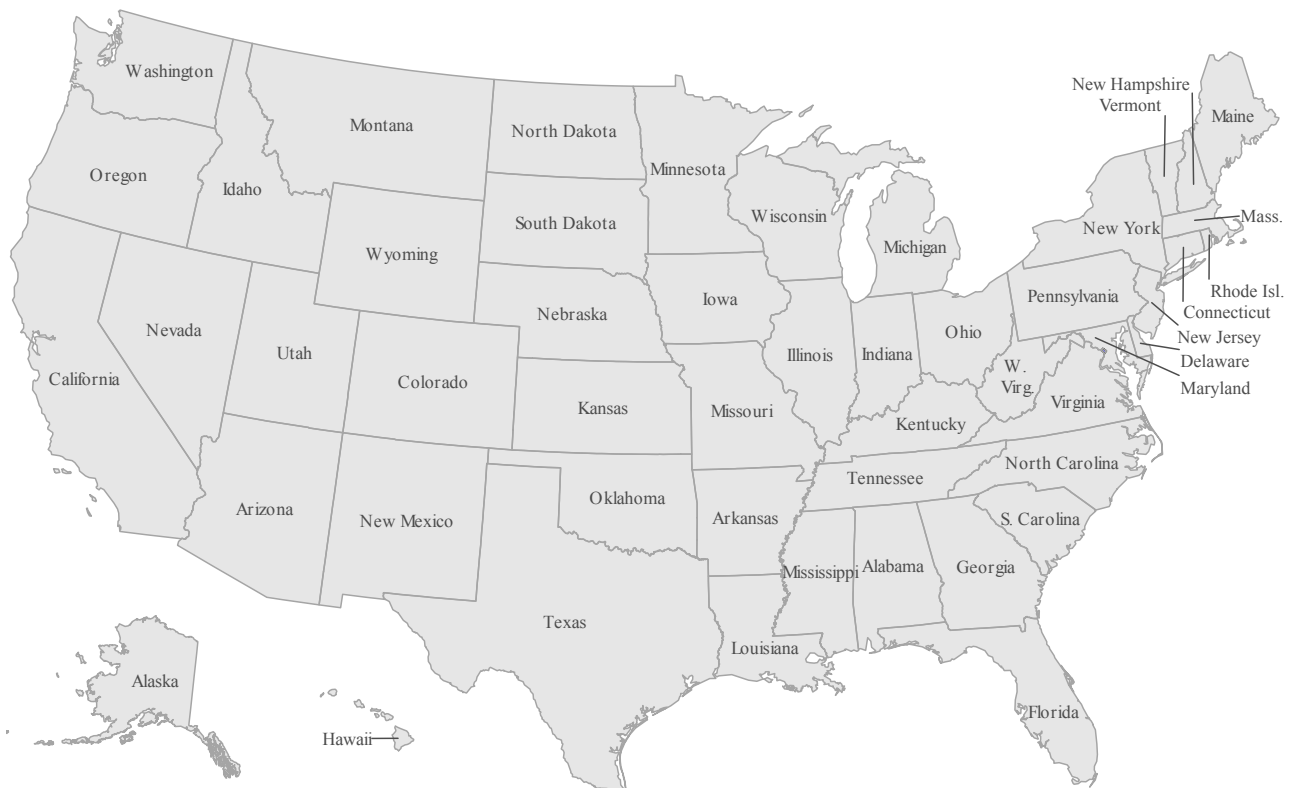 New Hampshire
Vermont
Maine
Washington
Montana
North Dakota
Minnesota
Oregon
Idaho
Wisconsin
South Dakota
Mass.
New York
Michigan
Wyoming
Rhode Isl.
Pennsylvania
Iowa
Connecticut
Nebraska
Nevada
Ohio
New Jersey
Utah
Illinois
Indiana
Delaware
W.
Virg.
California
Colorado
Maryland
Kansas
Missouri
Virginia
Kentucky
North Carolina
Tennessee
Oklahoma
Arizona
New Mexico
Arkansas
S. Carolina
Mississippi
Alabama
Georgia
Texas
Louisiana
Alaska
Florida
Hawaii